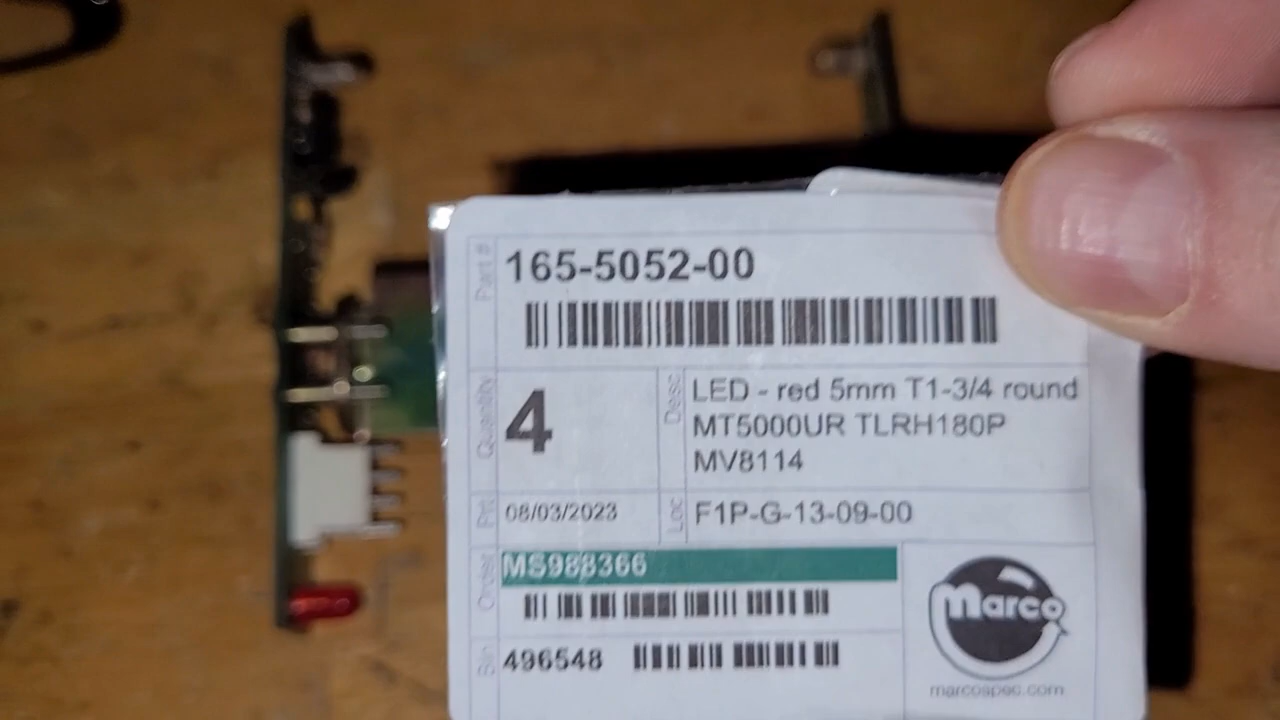 Part #
165-5052-00
Quantity
4
Desc
LED - red 5mm T1-3/4 round
MT5000UR TLRH180P
MV8114
Prt
08/03/2023
Loc
F1P-G-13-09-00
Order
MS988366
496548
marco
marcospec.com